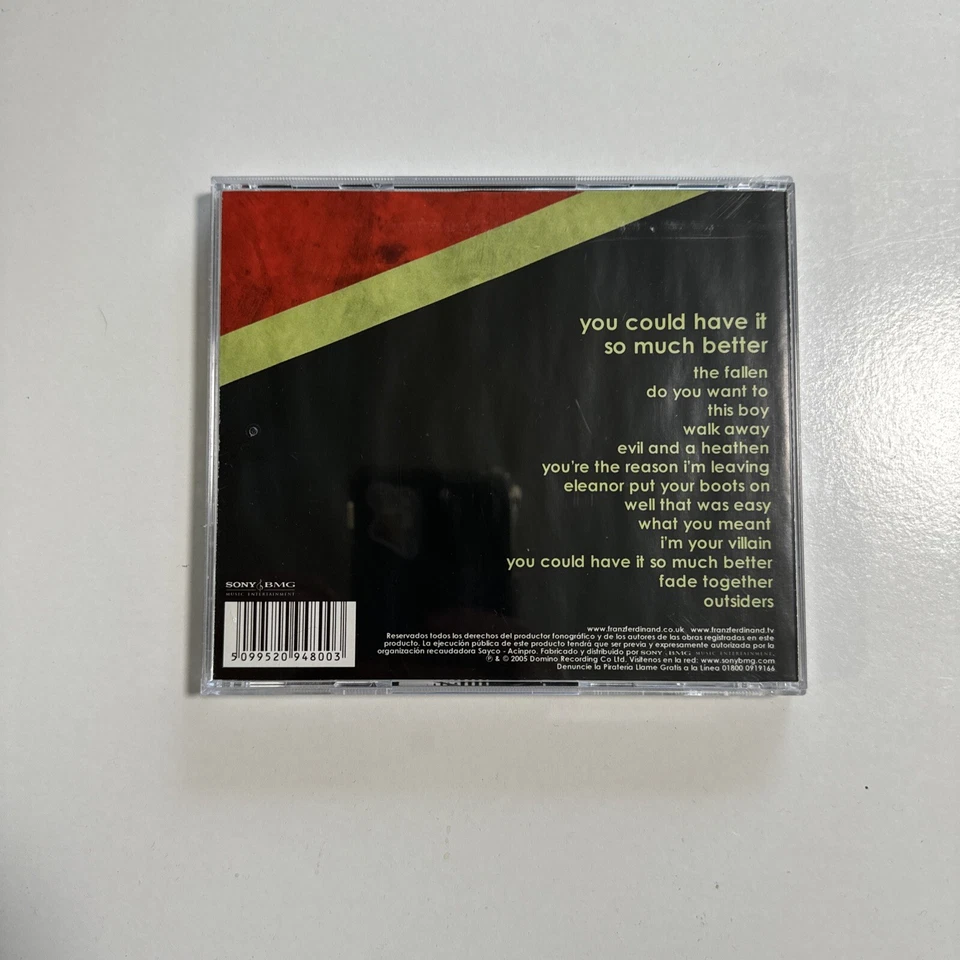 you could have it
so much better
the fallen
do you want to
this boy
walk away
evil and a heathen
you're the reason i'm leaving
eleanor put your boots on
well that was easy
what you meant
i'm your villain
you could have it so much better
fade together
outsiders
SONY BMG
MUSIC ENTERTAINMENT
5 099520 948003
www.franzferdinand.co.uk www.franzferdinand.tv
Reservados todos los derechos del productor fonográfico y de los autores de las obras registradas en este
producto. La ejecución pública de este producto tendrá que ser previa y expresamente autorizada por la
organización recaudadora Sayco - Acinpro. Fabricado y distribuido por SONY BMG MUSIC ENTERTAINMENT.
℗ & © 2005 Domino Recording Co Ltd. Visítenos en la red: www.sonybmg.com
Denuncie la Piratería Llame Gratis a la Línea 01800 0919166